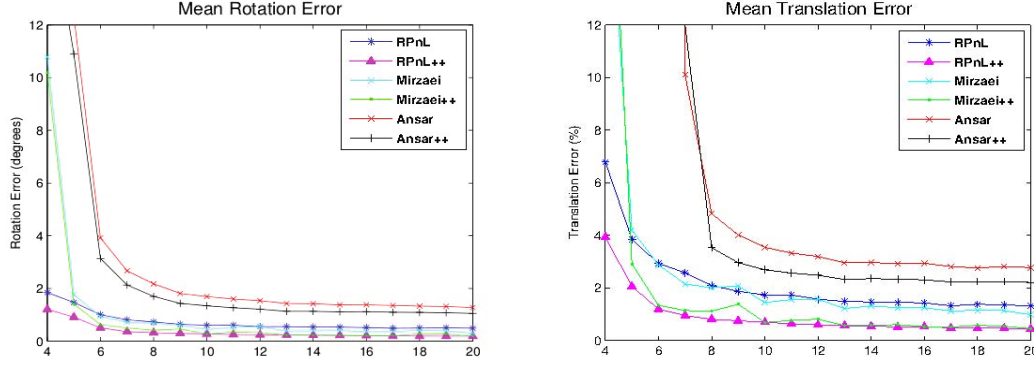 Mean Rotation Error
12
10
8
6
4
2
0
Rotation Error (degrees)
4 6 8 10 12 14 16 18 20
RPnL
RPnL++
Mirzaei
Mirzaei++
Ansar
Ansar++
Mean Translation Error
12
10
8
6
4
2
0
Translation Error (%)
4 6 8 10 12 14 16 18 20
RPnL
RPnL++
Mirzaei
Mirzaei++
Ansar
Ansar++